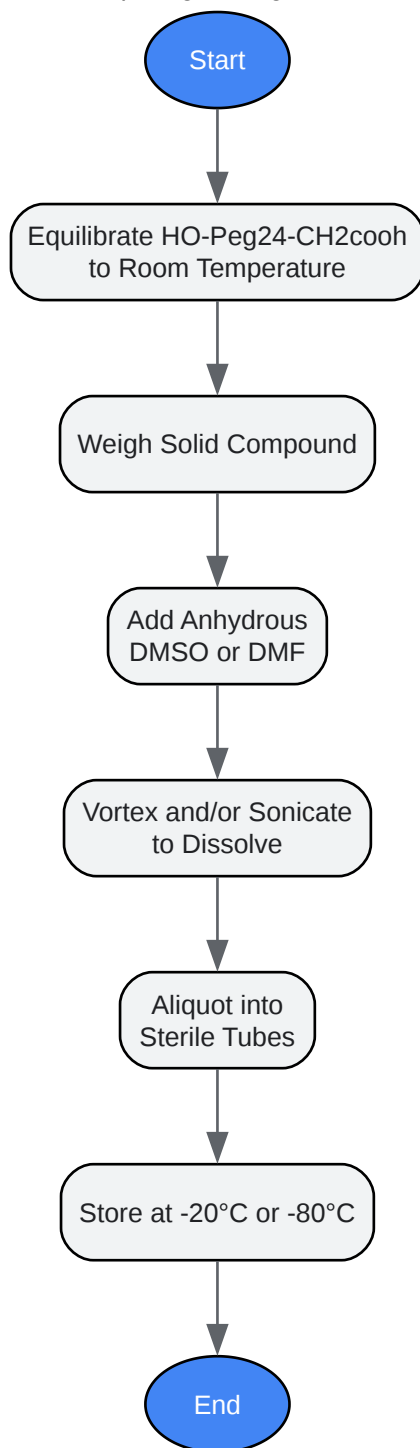 Start
Equilibrate HO-Peg24-CH2cooh
to Room Temperature
Weigh Solid Compound
Add Anhydrous
DMSO or DMF
Vortex and/or Sonicate
to Dissolve
Aliquot into
Sterile Tubes
Store at -20°C or -80°C
End